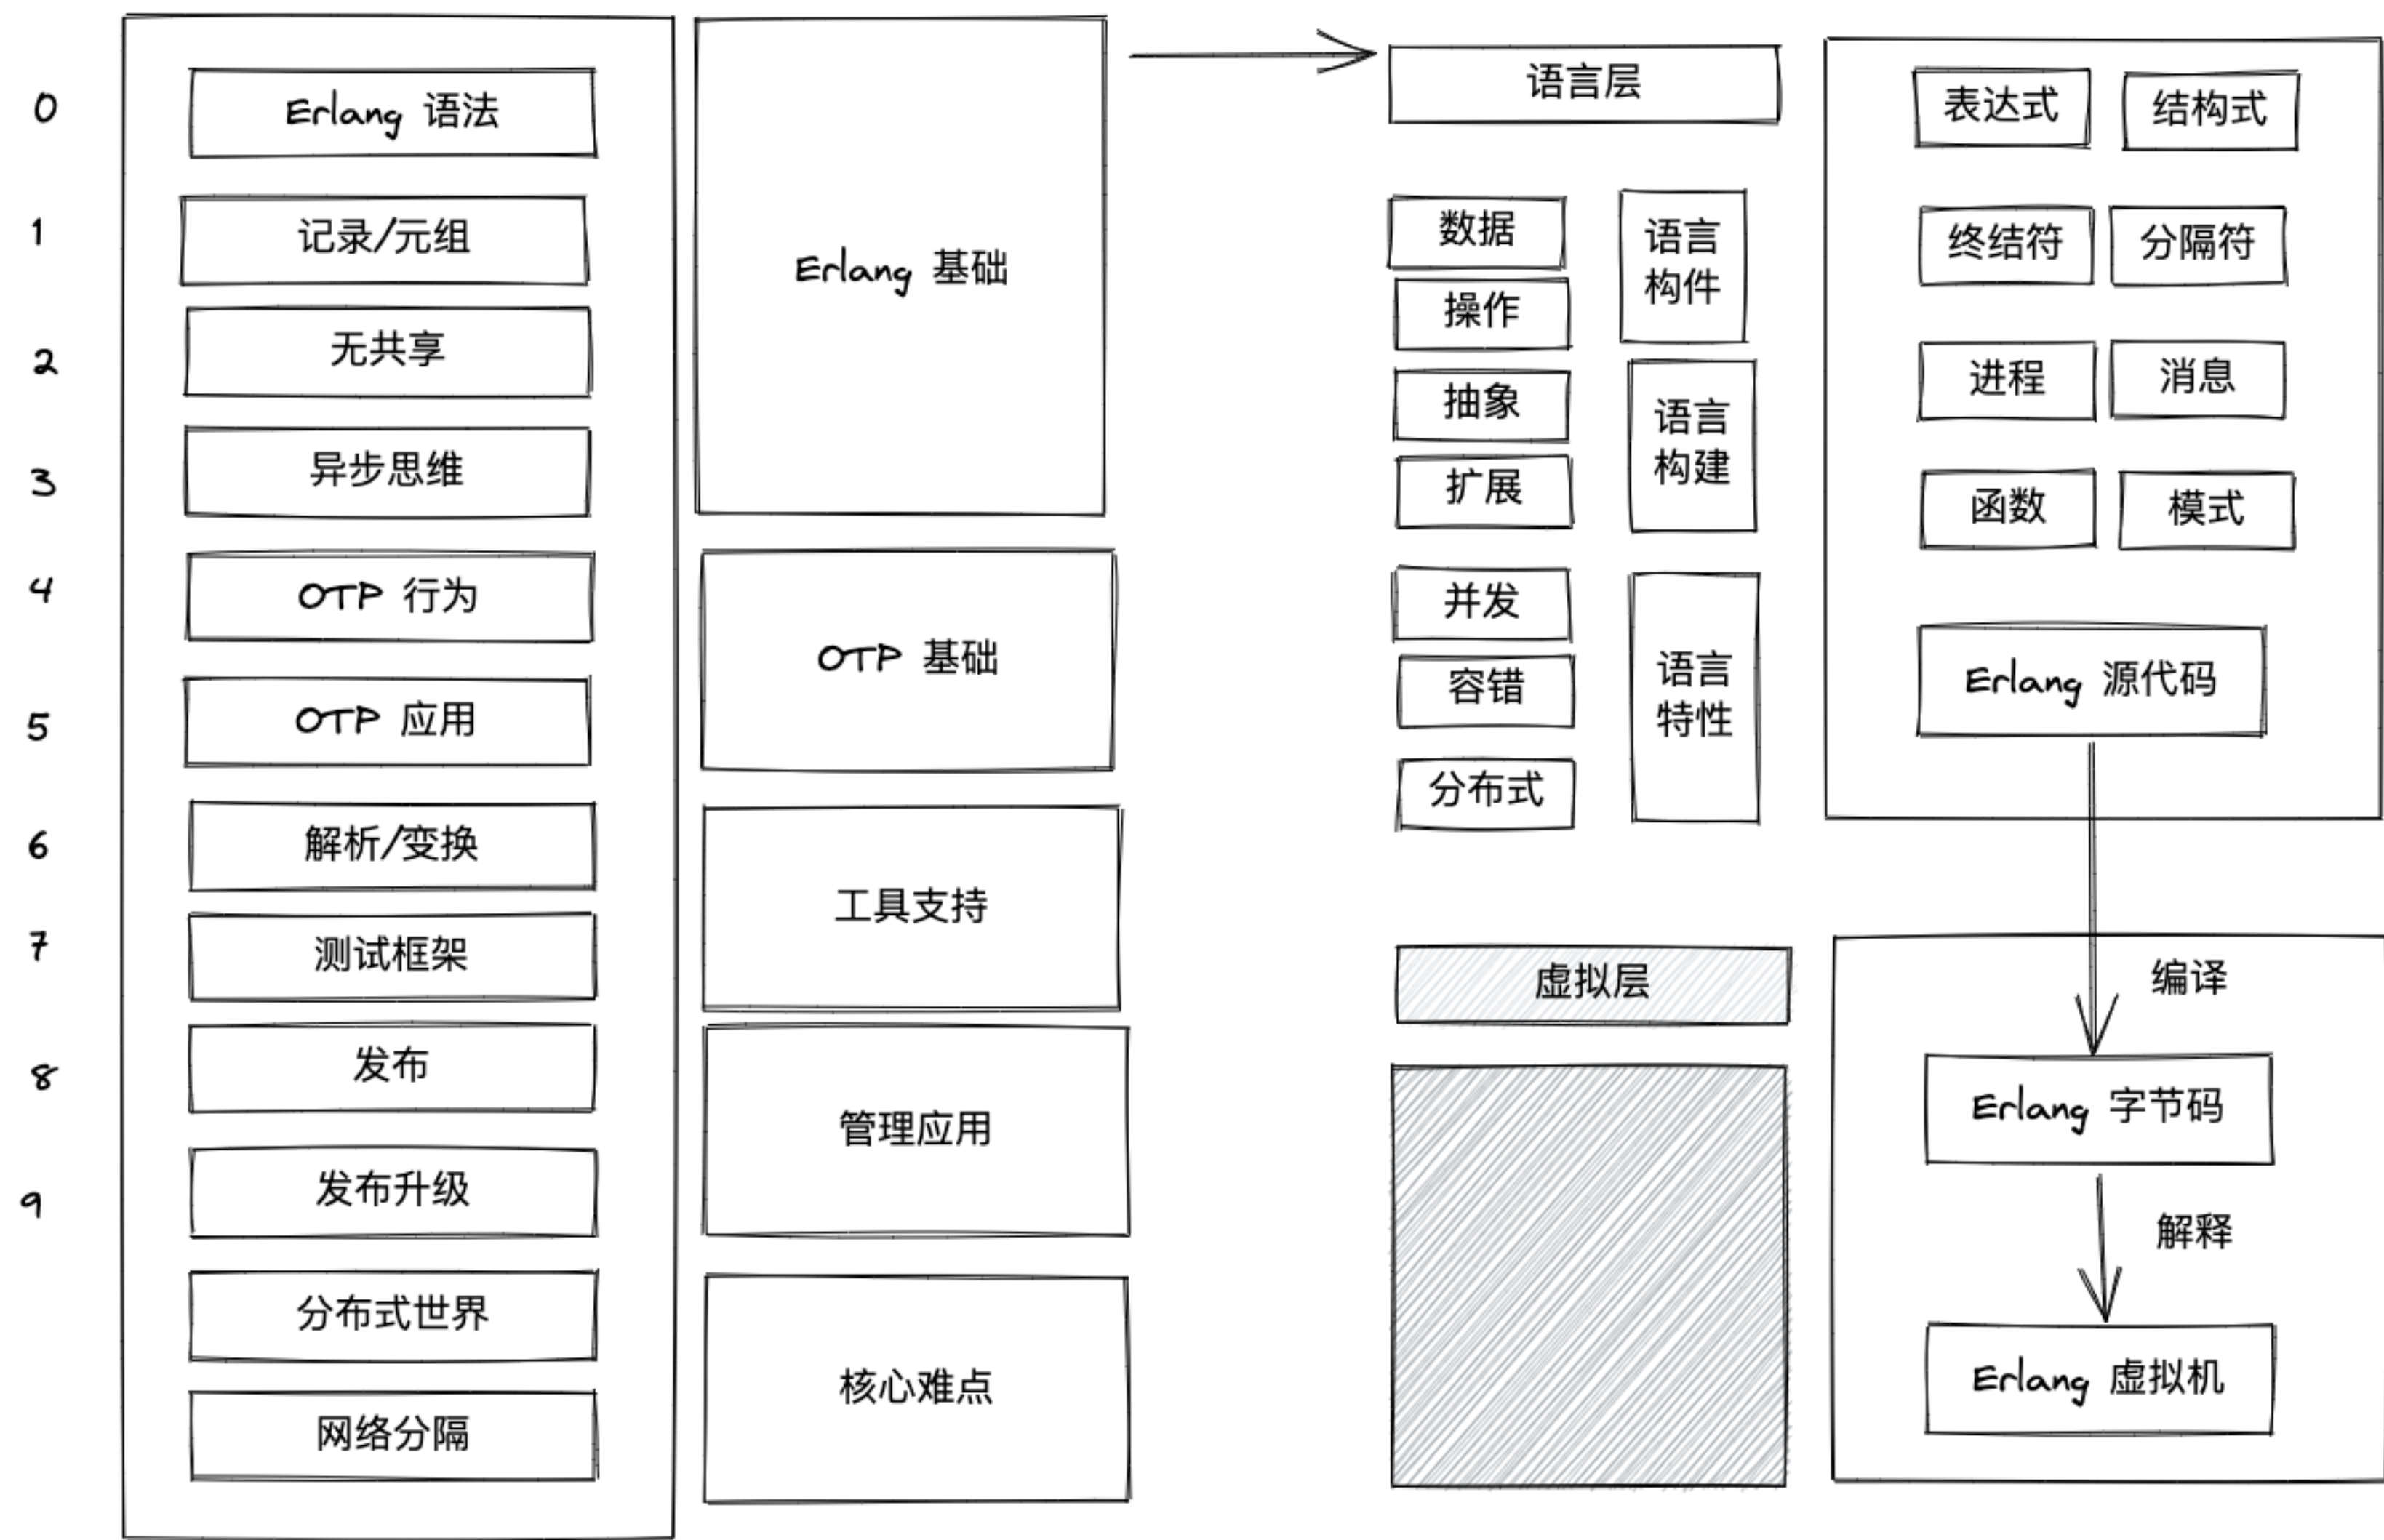 0
Erlang 语法
1
记录/元组
2
无共享
3
异步思维
4
OTP 行为
5
OTP 应用
6
解析/变换
7
测试框架
8
发布
9
发布升级
分布式世界
网络分隔
Erlang 基础
OTP 基础
工具支持
管理应用
核心难点
语言层
数据
操作
语言
构件
抽象
扩展
语言
构建
并发
容错
分布式
语言
特性
虚拟层
表达式
结构式
终结符
分隔符
进程
消息
函数
模式
Erlang 源代码
编译
Erlang 字节码
解释
Erlang 虚拟机